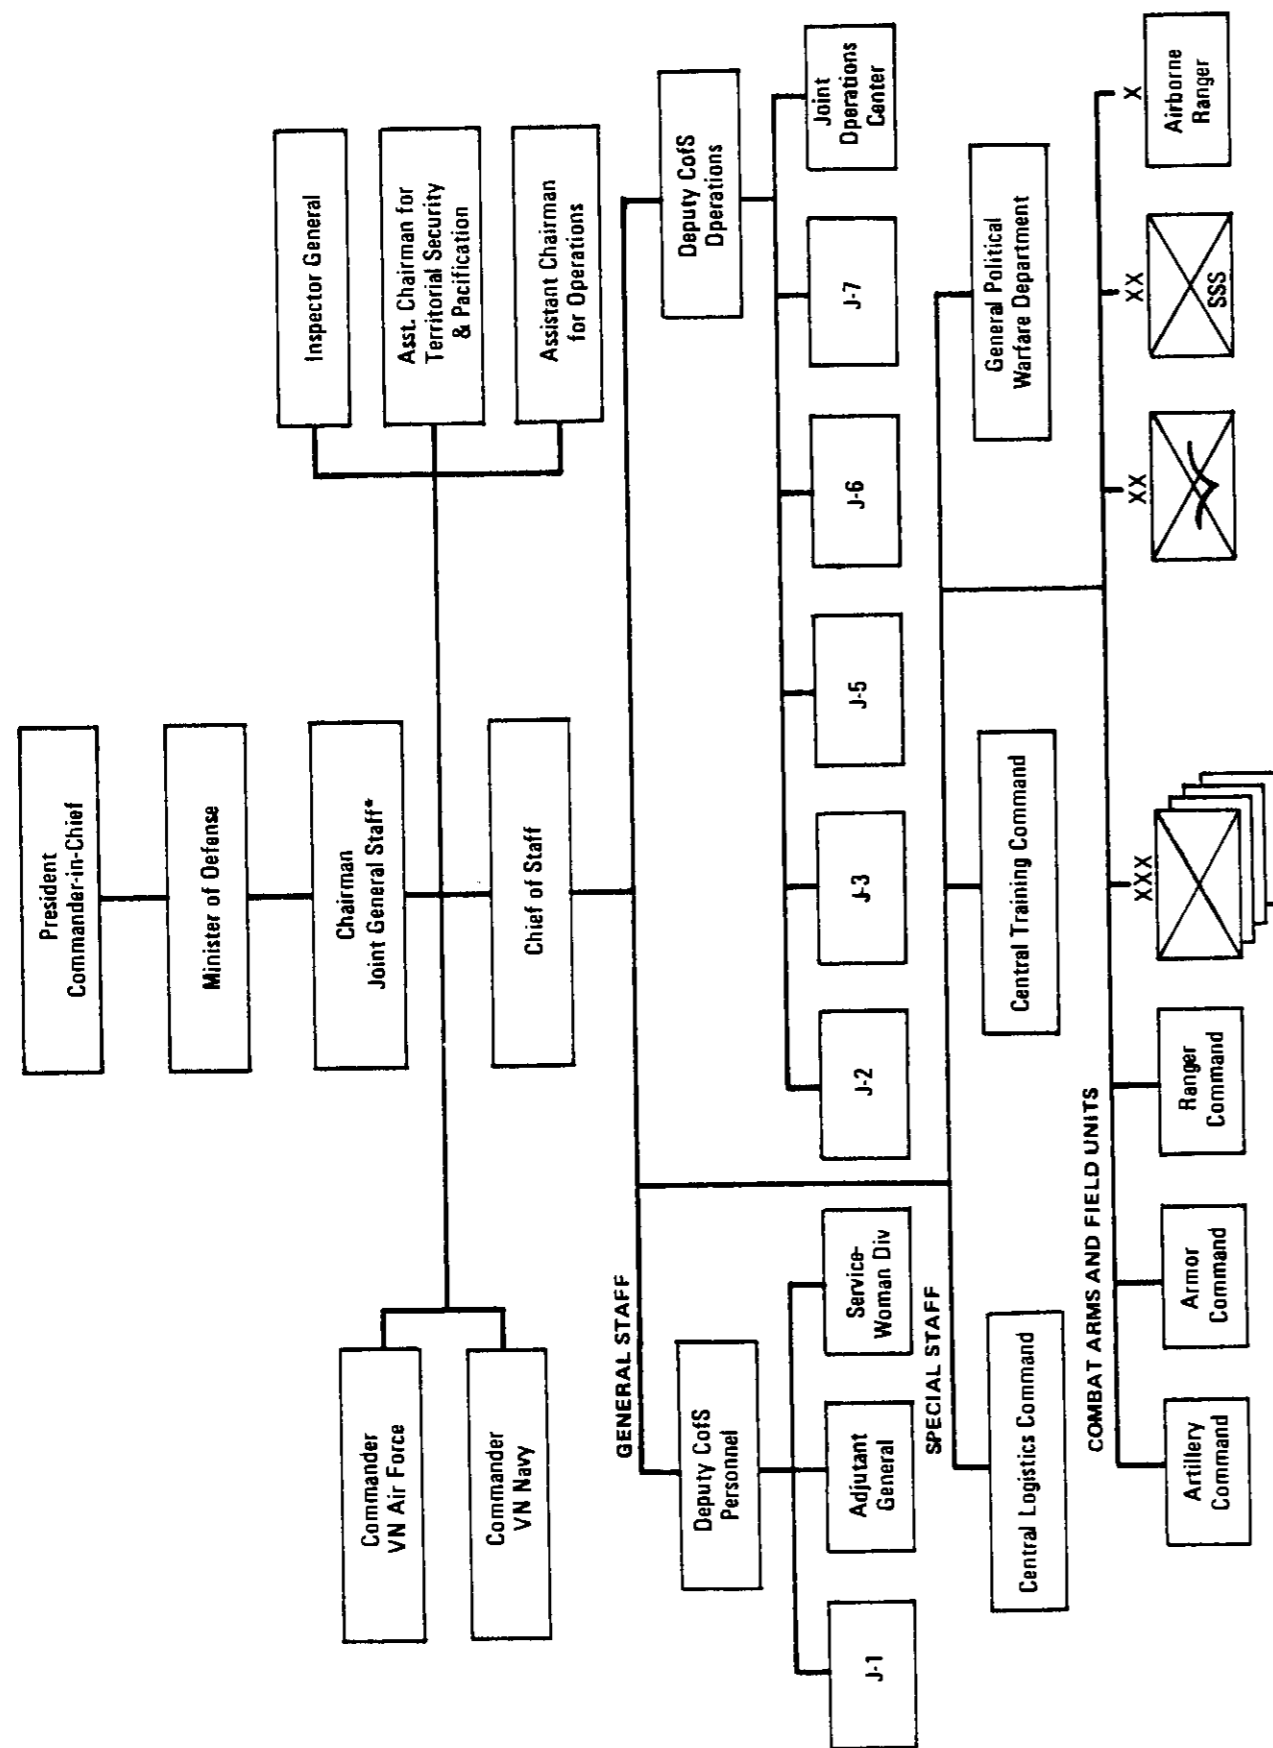 President
Commander-in-Chief
Minister of Defense
Chairman
Joint General Staff*
Commander
VN Air Force
Commander
VN Navy
Inspector General
Asst. Chairman for
Territorial Security
& Pacification
Assistant Chairman
for Operations
Chief of Staff
GENERAL STAFF
Deputy CofS
Personnel
Deputy CofS
Operations
J-1
Adjutant
General
Service-
Woman Div
J-2
J-3
J-5
J-6
J-7
Joint
Operations
Center
SPECIAL STAFF
Central Logistics Command
Central Training Command
General Political
Warfare Department
COMBAT ARMS AND FIELD UNITS
Artillery
Command
Armor
Command
Ranger
Command
XXX
XX
XX
SSS
X
Airborne
Ranger